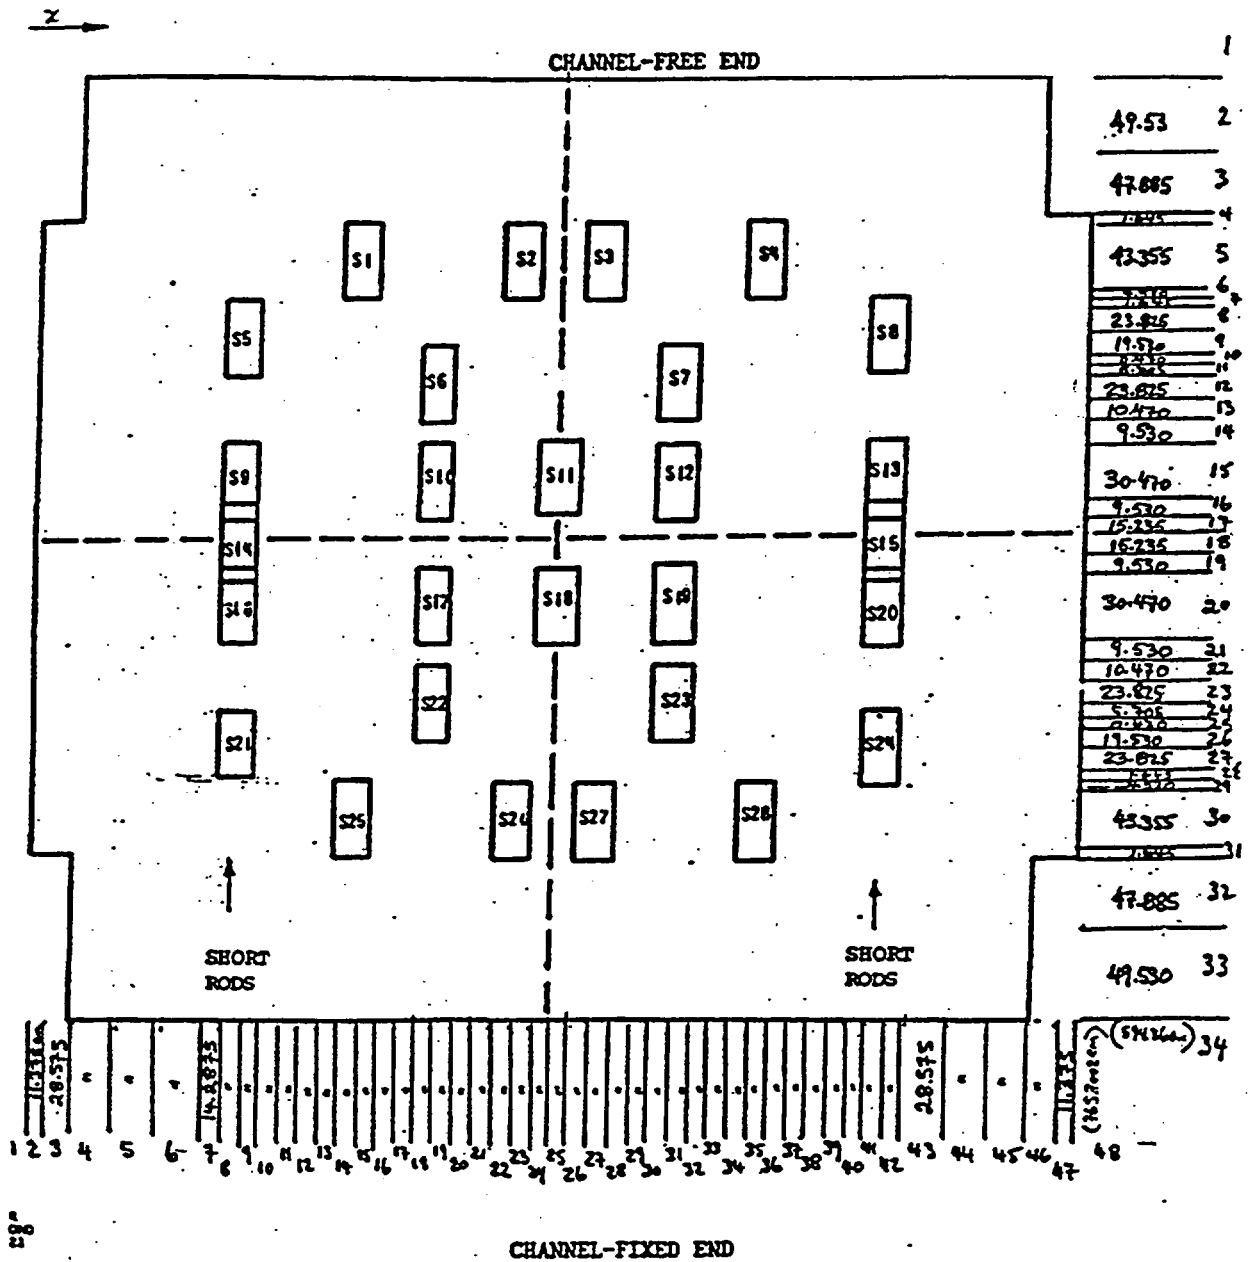 z
CHANNEL-FREE END
1
49.53 2
47.885 3
4
43.355 5
6
7
23.825 8
19.530 9
10
11
23.825 12
10.470 13
9.530 14
30.470 15
9.530 16
15.235 17
15.235 18
9.530 19
30.470 20
9.530 21
10.470 22
23.825 23
24
25
19.530 26
23.825 27
28
29
43.355 30
31
47.885 32
49.530 33
(594.26cm) 34
S1 S2 S3 S4
S5 S8
S6 S7
S9 S10 S11 S12 S13
S14 S15
S16 S17 S18 S19 S20
S22 S23
S21 S24
S25 S26 S27 S28
SHORT
RODS
SHORT
RODS
28.575 " " " 14.2875 28.575 " " " 11.275
1 2 3 4 5 6 7 8 9 10 11 12 13 14 15 16 17 18 19 20 21 22 23 24 25 26 27 28 29 30 31 32 33 34 35 36 37 38 39 40 41 42 43 44 45 46 47 48
CHANNEL-FIXED END